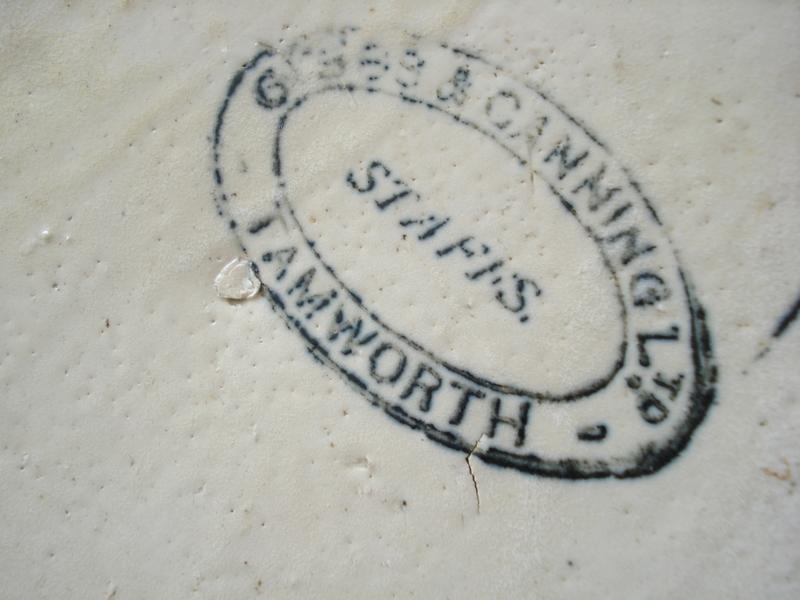 GIBBS & CANNING LTD
STAFFS.
TAMWORTH